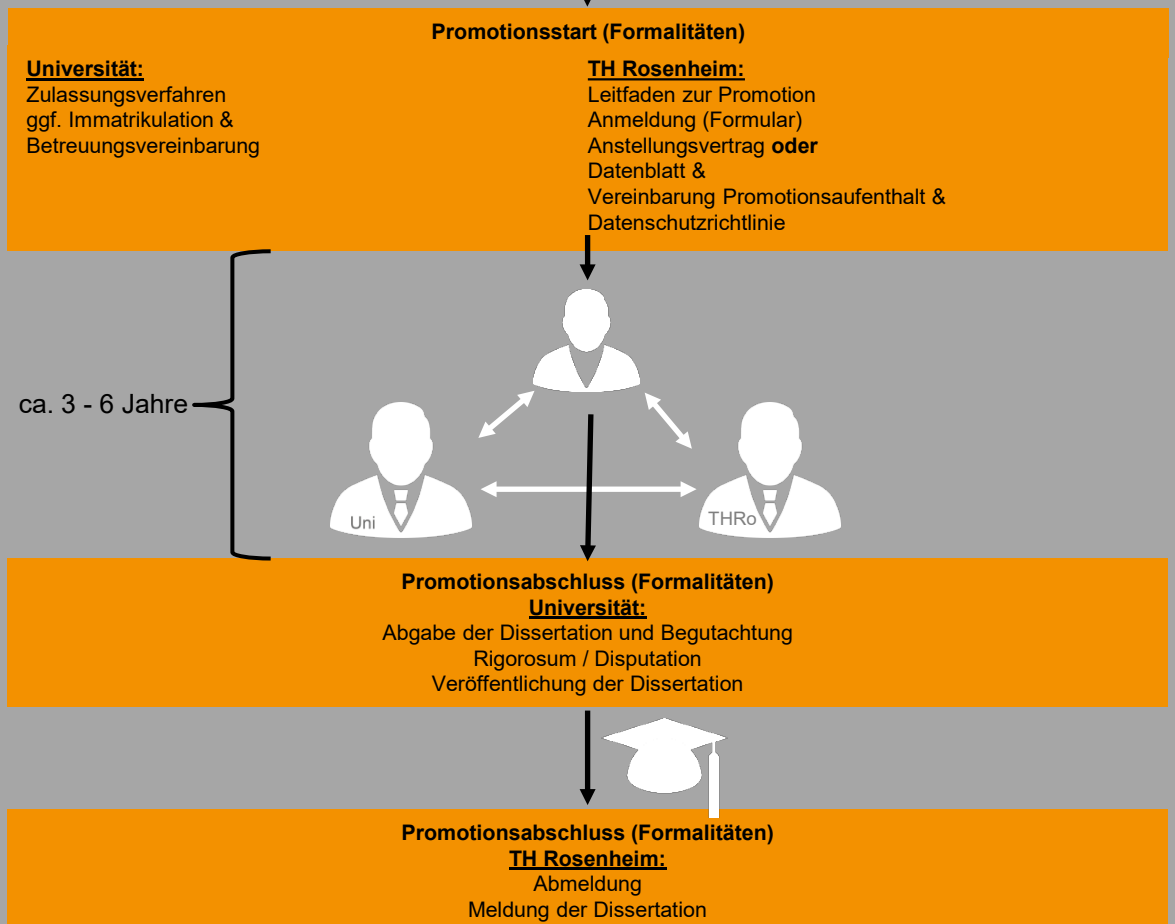 Promotionsstart (Formalitäten)
Universität:
Zulassungsverfahren
ggf. Immatrikulation &
Betreuungsvereinbarung
TH Rosenheim:
Leitfaden zur Promotion
Anmeldung (Formular)
Anstellungsvertrag oder
Datenblatt &
Vereinbarung Promotionsaufenthalt &
Datenschutzrichtlinie
ca. 3 - 6 Jahre
Uni
THRo
Promotionsabschluss (Formalitäten)
Universität:
Abgabe der Dissertation und Begutachtung
Rigorosum / Disputation
Veröffentlichung der Dissertation
Promotionsabschluss (Formalitäten)
TH Rosenheim:
Abmeldung
Meldung der Dissertation